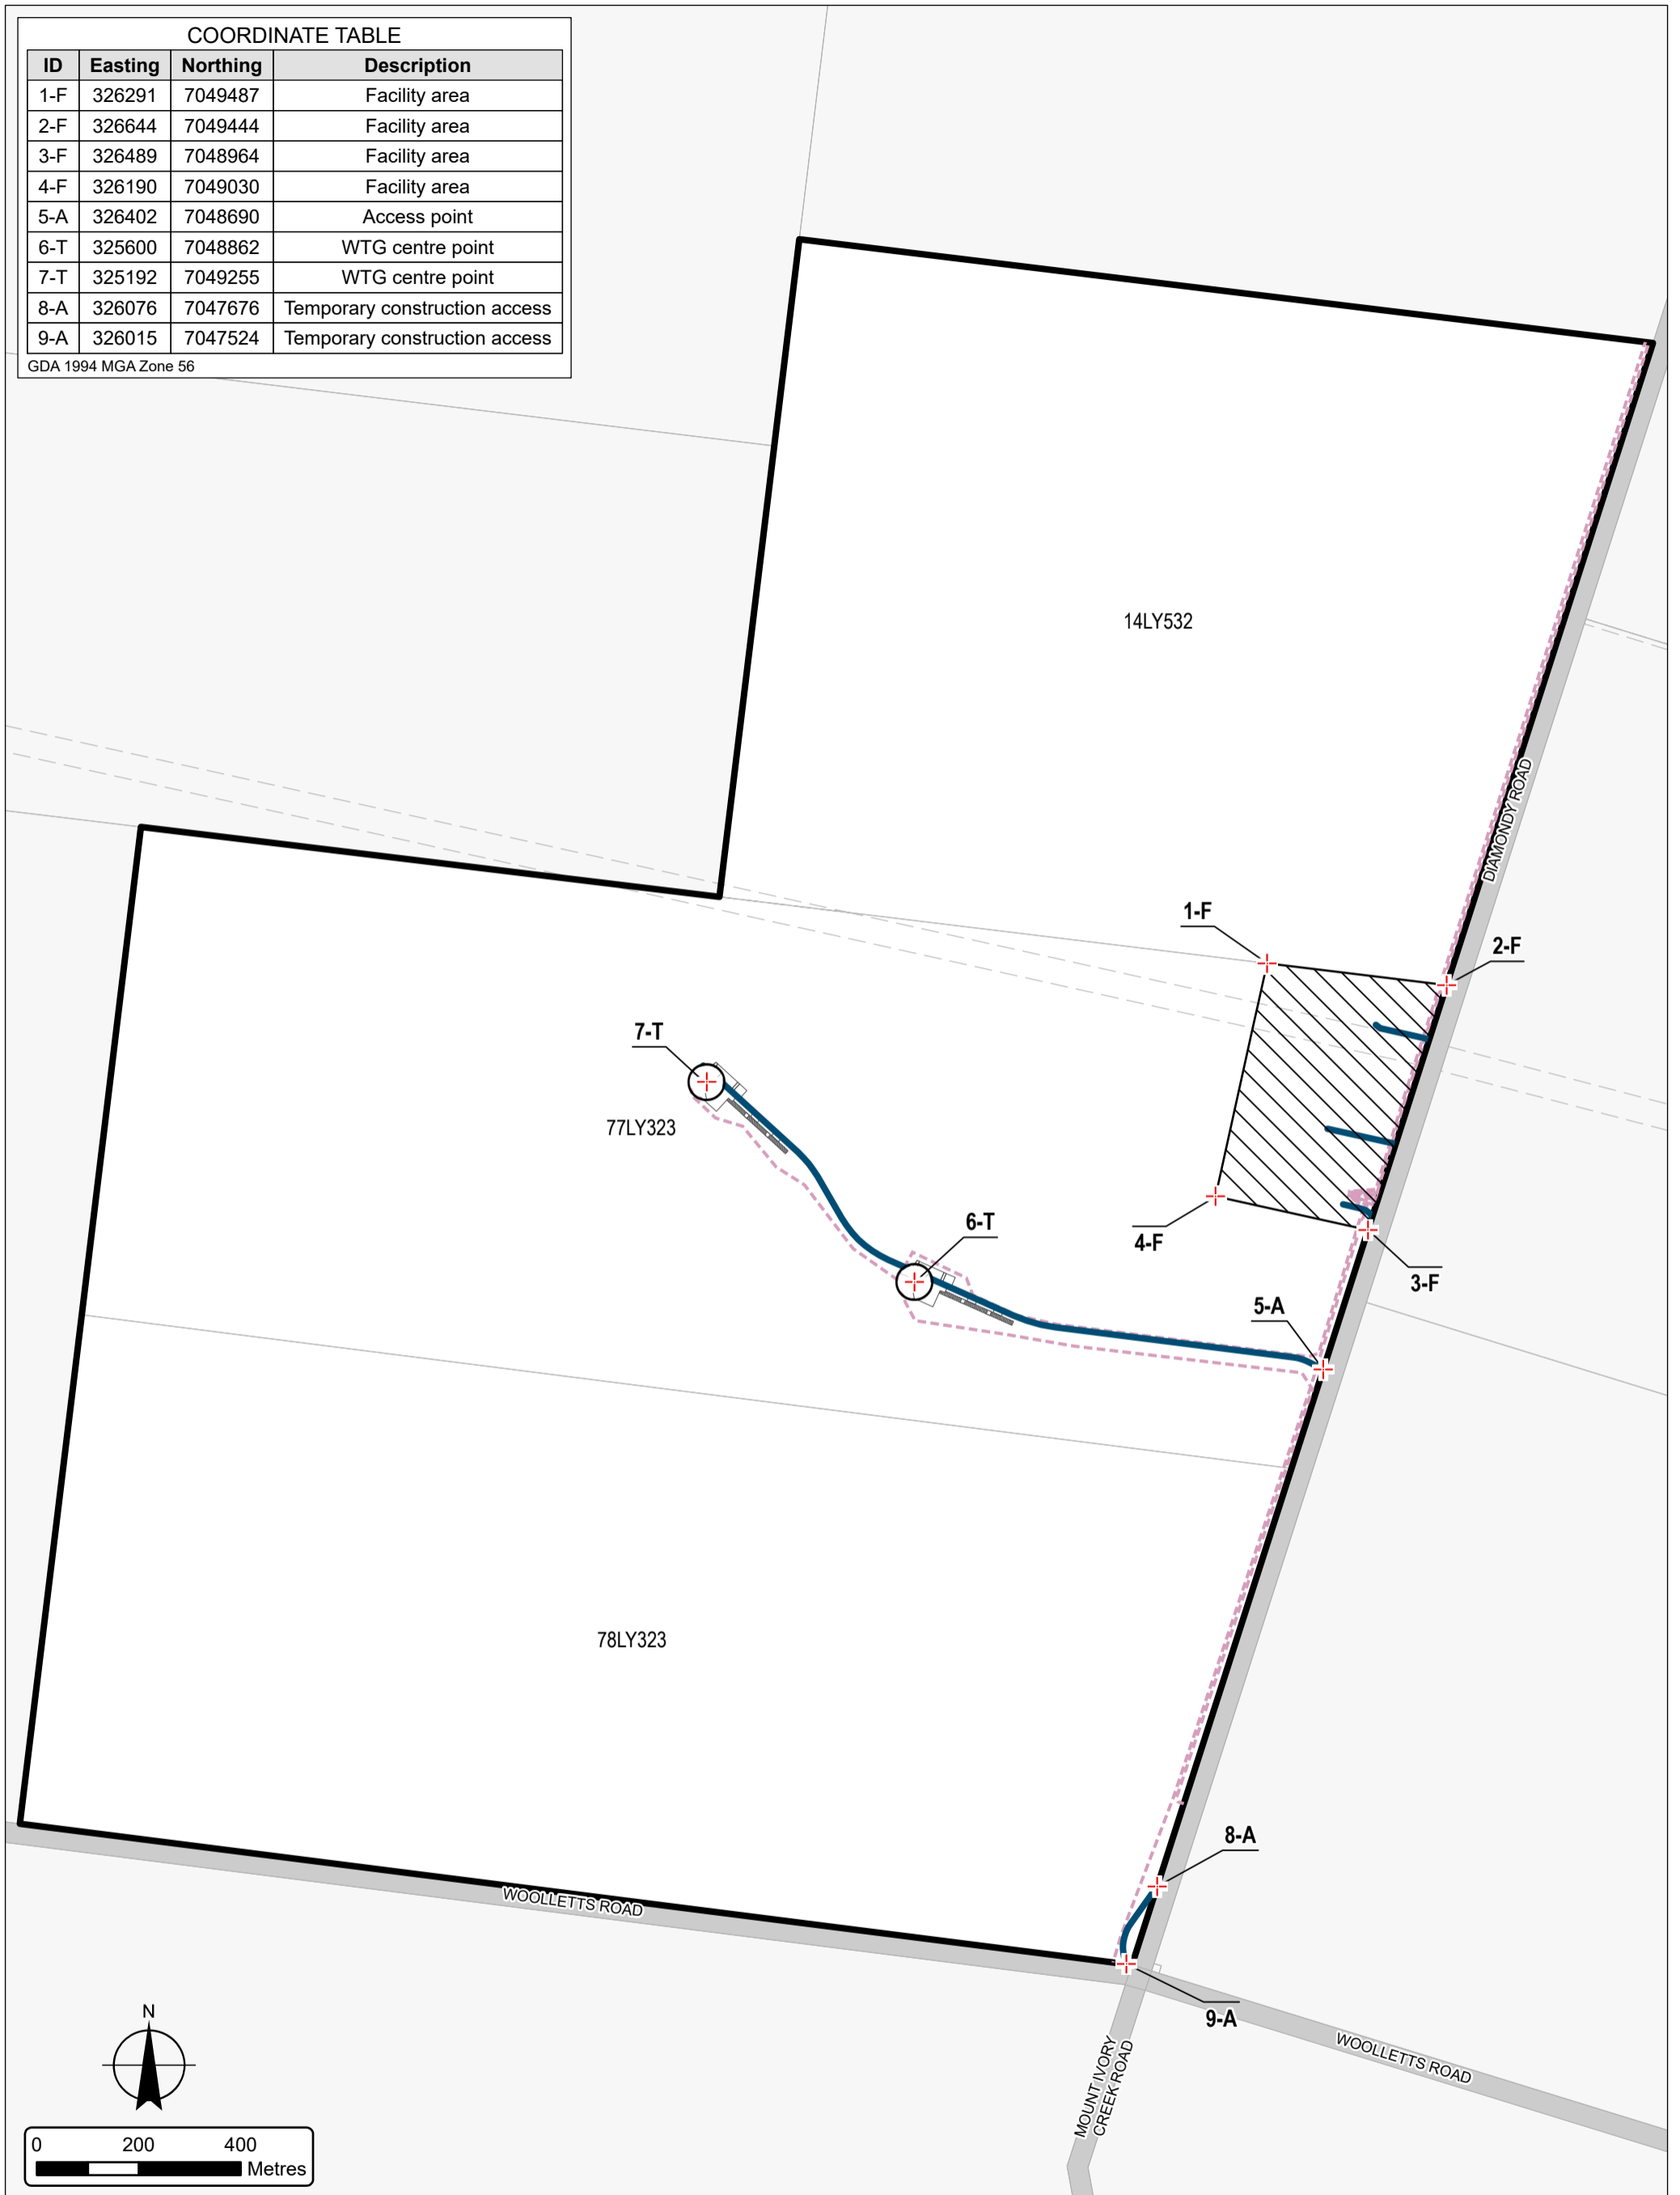 COORDINATE TABLE
ID Easting Northing Description
1-F 326291 7049487 Facility area
2-F 326644 7049444 Facility area
3-F 326489 7048964 Facility area
4-F 326190 7049030 Facility area
5-A 326402 7048690 Access point
6-T 325600 7048862 WTG centre point
7-T 325192 7049255 WTG centre point
8-A 326076 7047676 Temporary construction access
9-A 326015 7047524 Temporary construction access
GDA 1994 MGA Zone 56
14LY532
DIAMONDY ROAD
1-F
2-F
7-T
77LY323
6-T
4-F
3-F
5-A
78LY323
8-A
WOOLLETTS ROAD
9-A
WOOLLETTS ROAD
MOUNT IVORY
CREEK ROAD
N
0 200 400
Metres